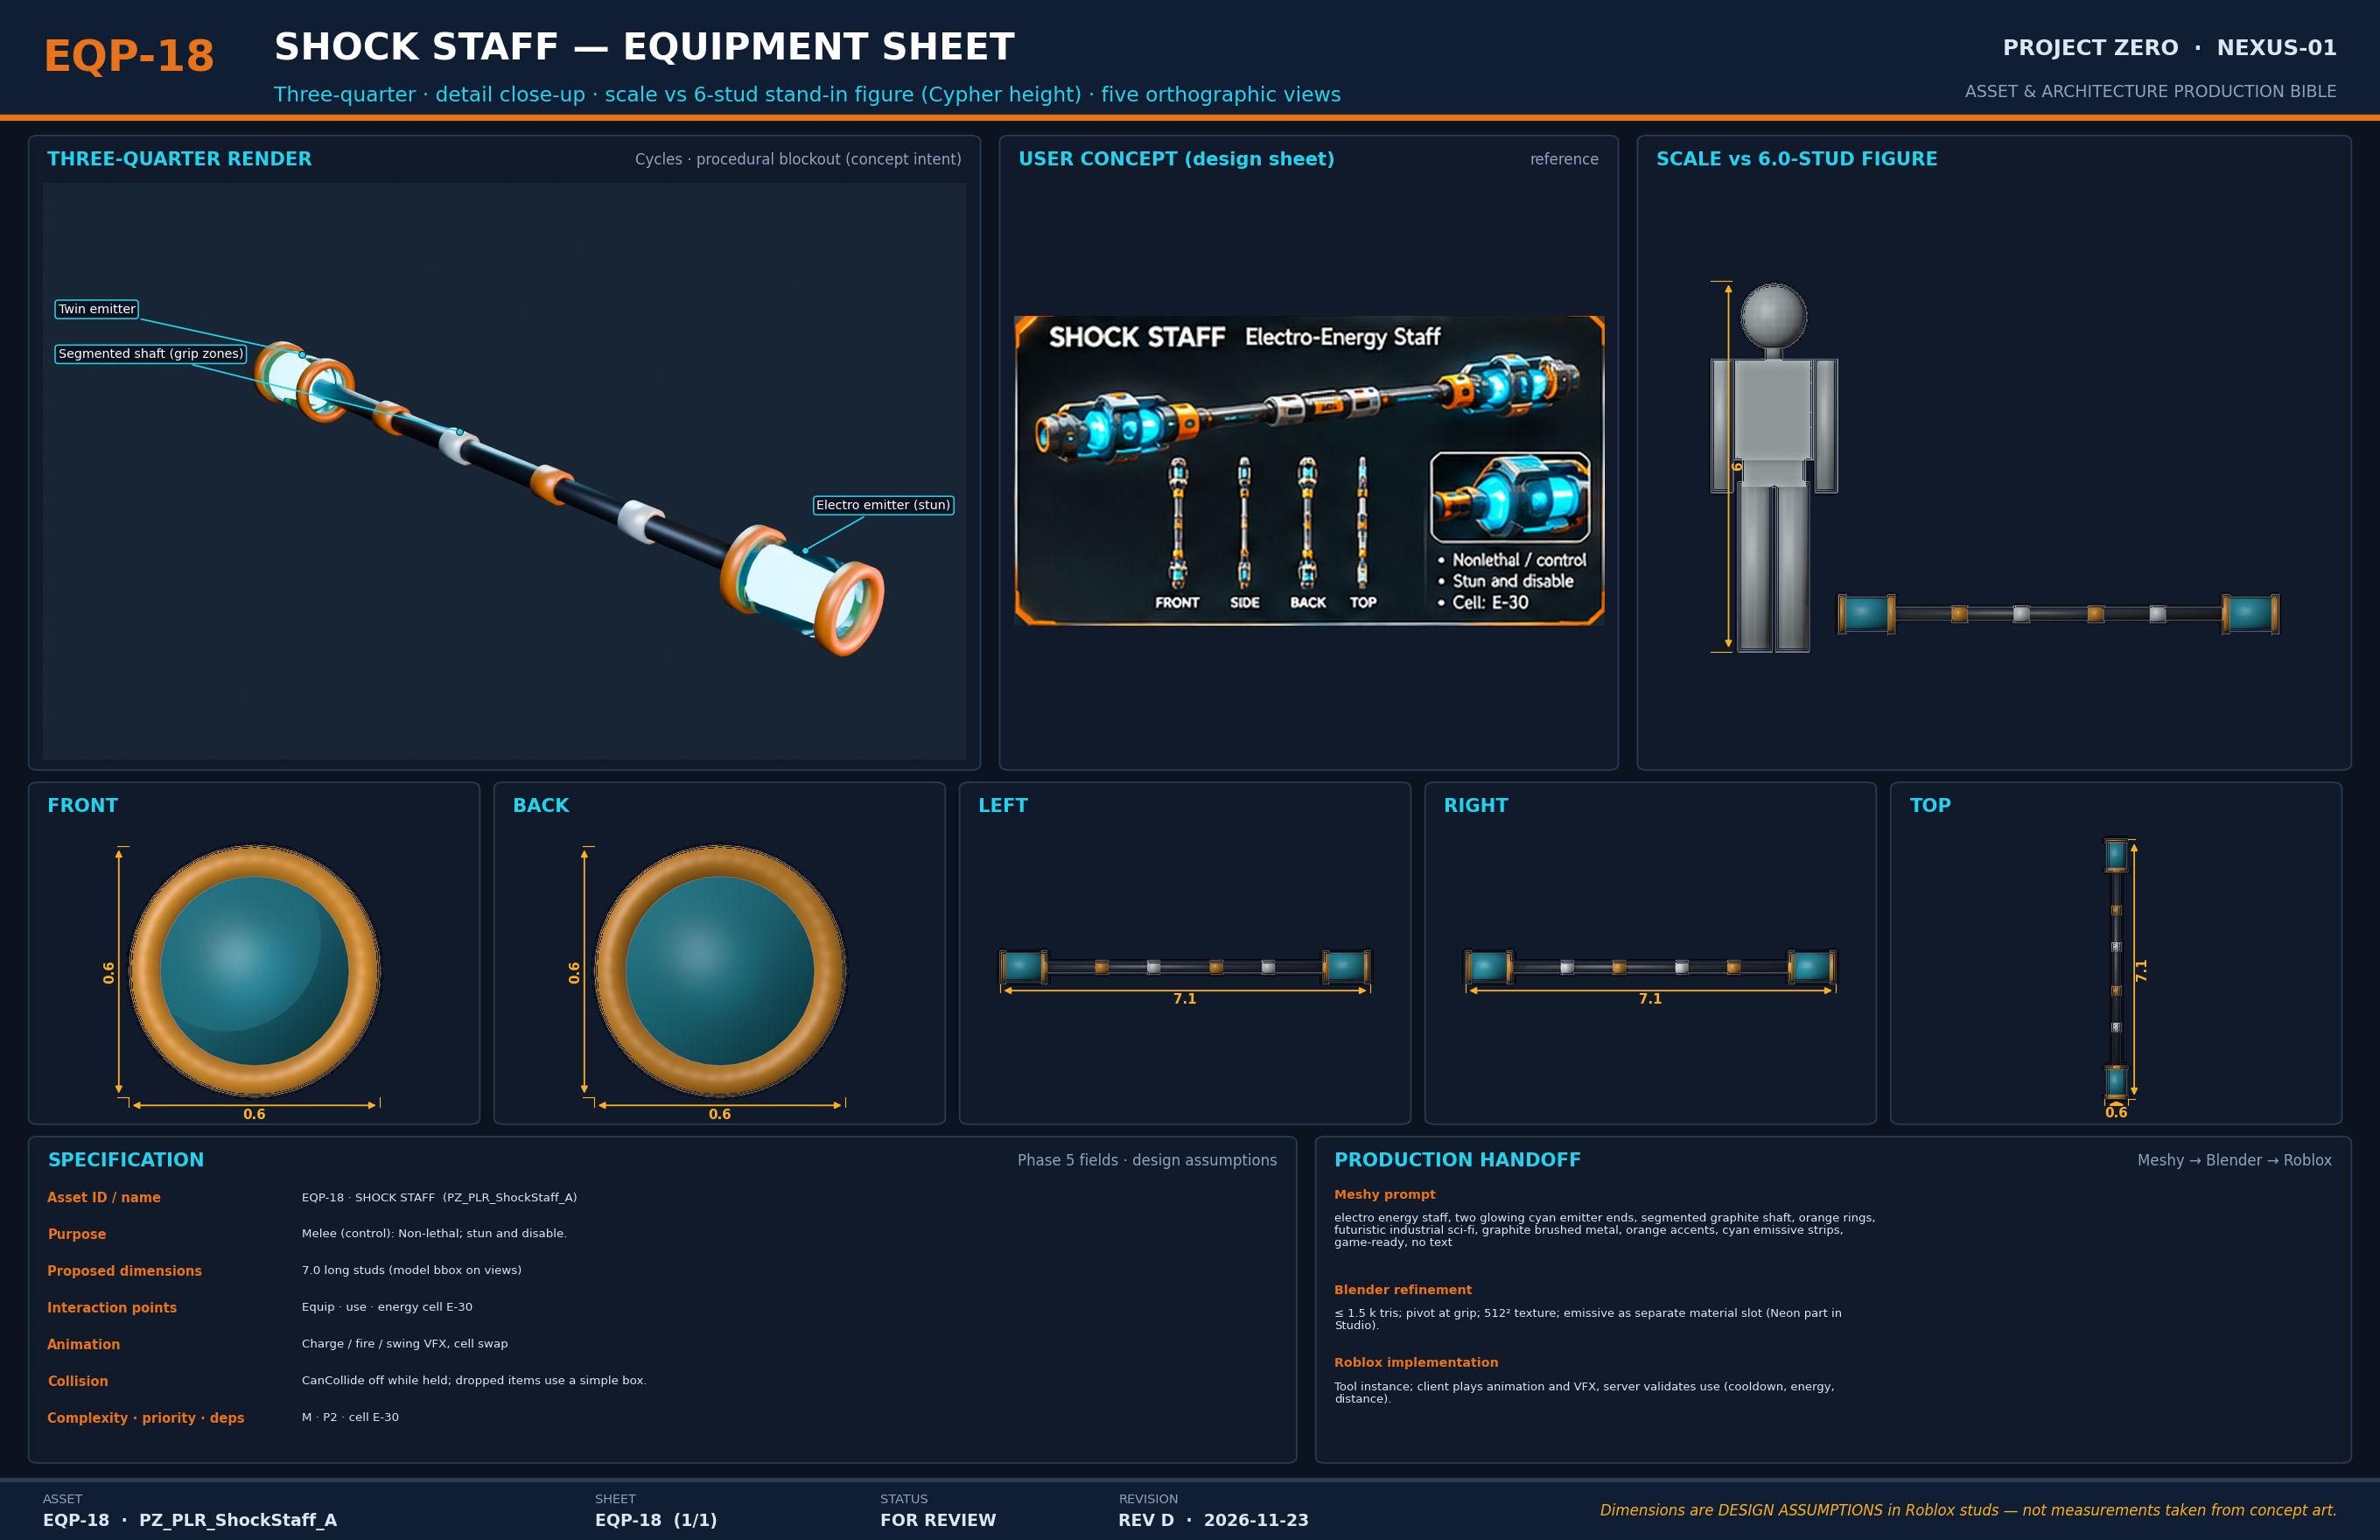 EQP-18
SHOCK STAFF — EQUIPMENT SHEET
Three-quarter · detail close-up · scale vs 6-stud stand-in figure (Cypher height) · five orthographic views
PROJECT ZERO · NEXUS-01
ASSET & ARCHITECTURE PRODUCTION BIBLE
THREE-QUARTER RENDER
Cycles · procedural blockout (concept intent)
Twin emitter
Segmented shaft (grip zones)
Electro emitter (stun)
USER CONCEPT (design sheet)
reference
SHOCK STAFF Electro-Energy Staff
FRONT SIDE BACK TOP
• Nonlethal / control
• Stun and disable
• Cell: E-30
SCALE vs 6.0-STUD FIGURE
6
FRONT
0.6
0.6
BACK
0.6
0.6
LEFT
7.1
RIGHT
7.1
TOP
7.1
0.6
SPECIFICATION
Phase 5 fields · design assumptions
Asset ID / name EQP-18 · SHOCK STAFF (PZ_PLR_ShockStaff_A)
Purpose Melee (control): Non-lethal; stun and disable.
Proposed dimensions 7.0 long studs (model bbox on views)
Interaction points Equip · use · energy cell E-30
Animation Charge / fire / swing VFX, cell swap
Collision CanCollide off while held; dropped items use a simple box.
Complexity · priority · deps M · P2 · cell E-30
PRODUCTION HANDOFF
Meshy → Blender → Roblox
Meshy prompt
electro energy staff, two glowing cyan emitter ends, segmented graphite shaft, orange rings,
futuristic industrial sci-fi, graphite brushed metal, orange accents, cyan emissive strips,
game-ready, no text
Blender refinement
≤ 1.5 k tris; pivot at grip; 512² texture; emissive as separate material slot (Neon part in
Studio).
Roblox implementation
Tool instance; client plays animation and VFX, server validates use (cooldown, energy,
distance).
ASSET
EQP-18 · PZ_PLR_ShockStaff_A
SHEET
EQP-18 (1/1)
STATUS
FOR REVIEW
REVISION
REV D · 2026-11-23
Dimensions are DESIGN ASSUMPTIONS in Roblox studs — not measurements taken from concept art.